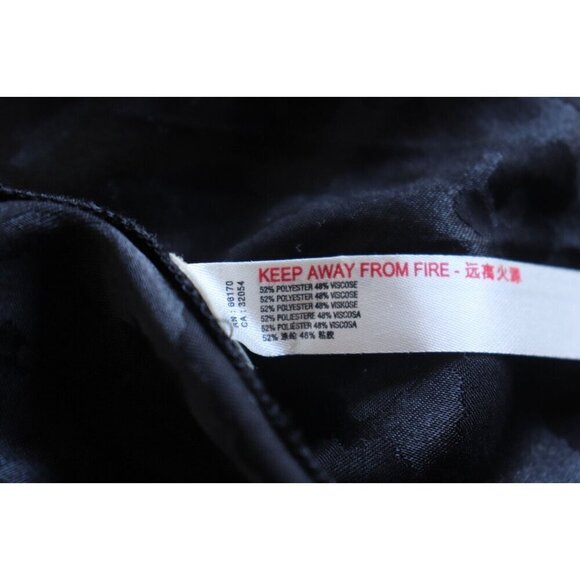 KEEP AWAY FROM FIRE - 远离火源
52% POLYESTER 48% VISCOSE
52% POLYESTER 48% VISCOSE
52% POLYESTER 48% VISKOSE
52% POLIESTERE 48% VISCOSA
52% POLIESTER 48% VISCOSA
52% 涤纶 48% 粘胶
RN : 66170
CA : 32054